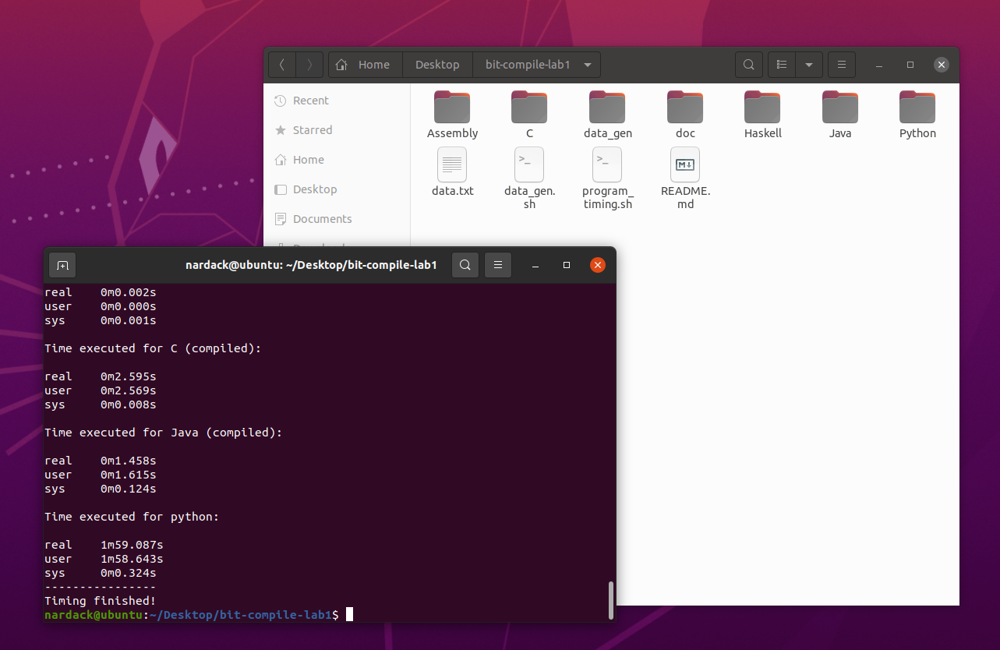 Home Desktop bit-compile-lab1
Recent
Starred
Home
Desktop
Documents
Assembly C data_gen doc Haskell Java Python
data.txt data_gen. program_ README.
sh timing.sh md
nardack@ubuntu: ~/Desktop/bit-compile-lab1
real 0m0.002s
user 0m0.000s
sys 0m0.001s
Time executed for C (compiled):
real 0m2.595s
user 0m2.569s
sys 0m0.008s
Time executed for Java (compiled):
real 0m1.458s
user 0m1.615s
sys 0m0.124s
Time executed for python:
real 1m59.087s
user 1m58.643s
sys 0m0.324s
----------------
Timing finished!
nardack@ubuntu:~/Desktop/bit-compile-lab1$